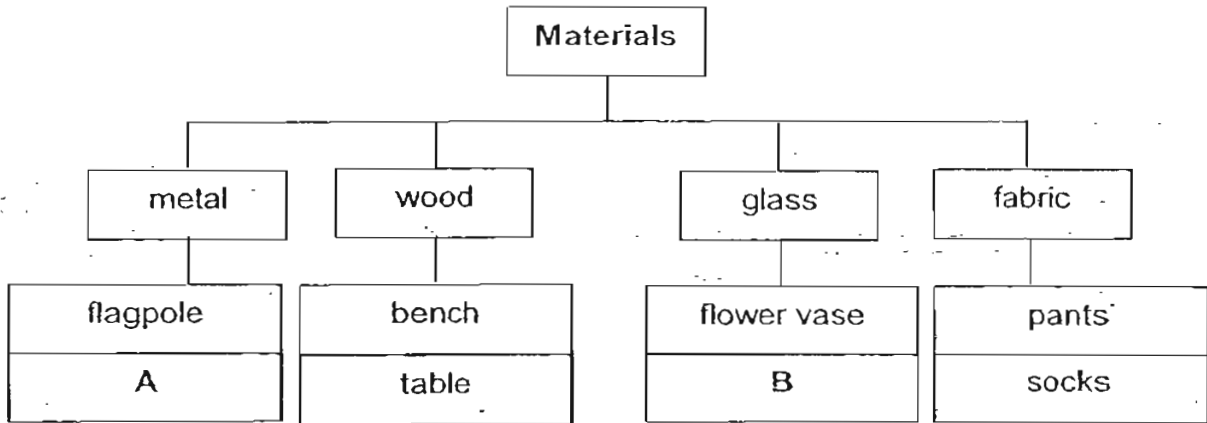 Materials
metal wood glass fabric
flagpole bench flower vase pants
A table B socks